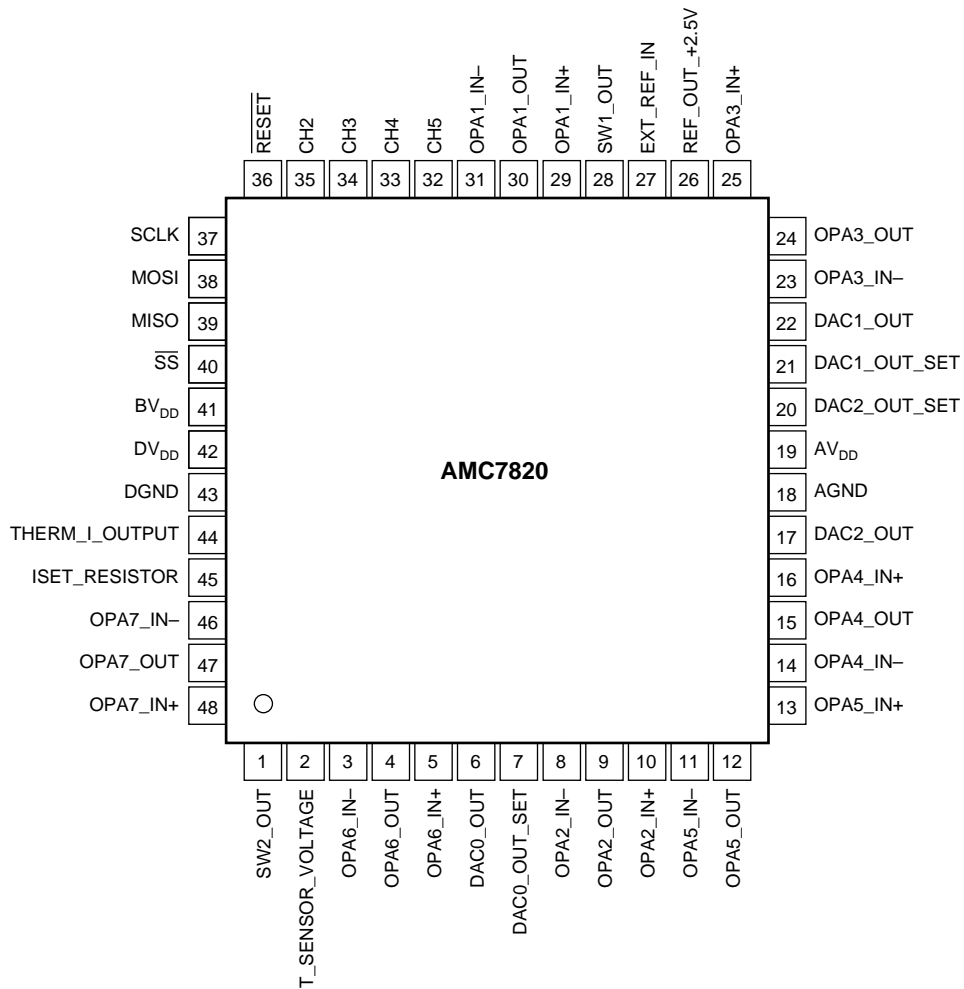 RESET
CH2
CH3
CH4
CH5
OPA1_IN–
OPA1_OUT
OPA1_IN+
SW1_OUT
EXT_REF_IN
REF_OUT_+2.5V
OPA3_IN+
36 35 34 33 32 31 30 29 28 27 26 25
SCLK 37
MOSI 38
MISO 39
SS 40
BVDD 41
DVDD 42
DGND 43
THERM_I_OUTPUT 44
ISET_RESISTOR 45
OPA7_IN– 46
OPA7_OUT 47
OPA7_IN+ 48
AMC7820
24 OPA3_OUT
23 OPA3_IN–
22 DAC1_OUT
21 DAC1_OUT_SET
20 DAC2_OUT_SET
19 AVDD
18 AGND
17 DAC2_OUT
16 OPA4_IN+
15 OPA4_OUT
14 OPA4_IN–
13 OPA5_IN+
1 2 3 4 5 6 7 8 9 10 11 12
SW2_OUT
T_SENSOR_VOLTAGE
OPA6_IN–
OPA6_OUT
OPA6_IN+
DAC0_OUT
DAC0_OUT_SET
OPA2_IN–
OPA2_OUT
OPA2_IN+
OPA5_IN–
OPA5_OUT